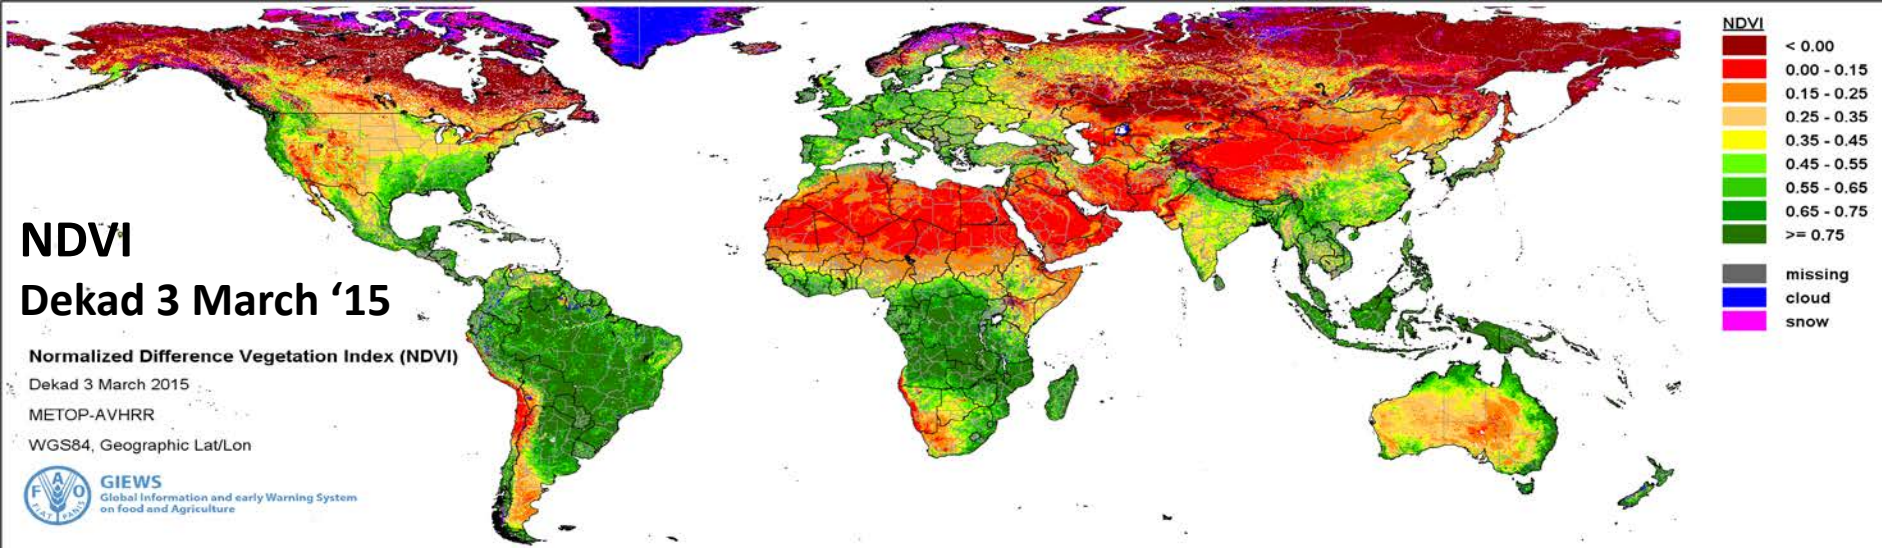 NDVI
Dekad 3 March ‘15
Normalized Difference Vegetation Index (NDVI)
Dekad 3 March 2015
METOP-AVHRR
WGS84, Geographic Lat/Lon
FAO
FIAT PANIS
GIEWS
Global Information and early Warning System
on food and Agriculture
NDVI
< 0.00
0.00 - 0.15
0.15 - 0.25
0.25 - 0.35
0.35 - 0.45
0.45 - 0.55
0.55 - 0.65
0.65 - 0.75
>= 0.75
missing
cloud
snow